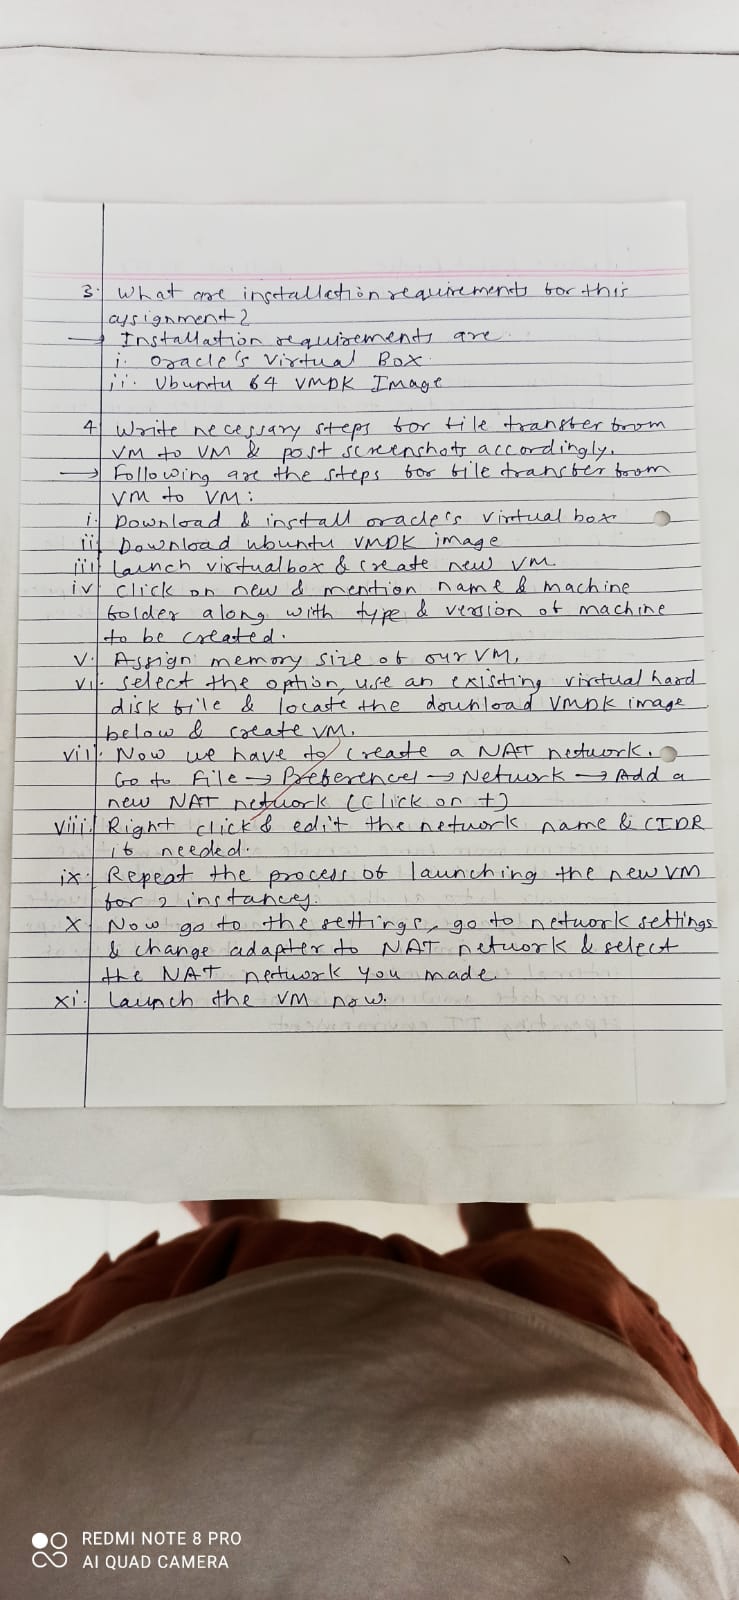 3. What are installation requirements for this
assignment?
→ Installation requirements are.
i. Oracle's Virtual Box.
ii. Ubuntu 64 VMDK Image
4. Write necessary steps for file transfer from
VM to VM & post screenshots accordingly.
→ Following are the steps for file transfer from
VM to VM:
i. Download & install oracle's virtual box.
ii. Download ubuntu VMDK image
iii. Launch virtualbox & create new VM.
iv. Click on new & mention name & machine
folder along with type & version of machine
to be created.
v. Assign memory size of our VM.
vi. select the option, use an existing virtual hard
disk file & locate the dounload VMDK image
below & create VM.
vii. Now we have to create a NAT network.
Go to File → Preferences → Network → Add a
new NAT network (Click on +)
viii. Right click & edit the network name & CIDR
if needed.
ix. Repeat the process of launching the new VM
for 2 instances.
x. Now go to the settings, go to network settings
& change adapter to NAT network & select
the NAT network you made.
xi. Launch the VM now.
REDMI NOTE 8 PRO
AI QUAD CAMERA